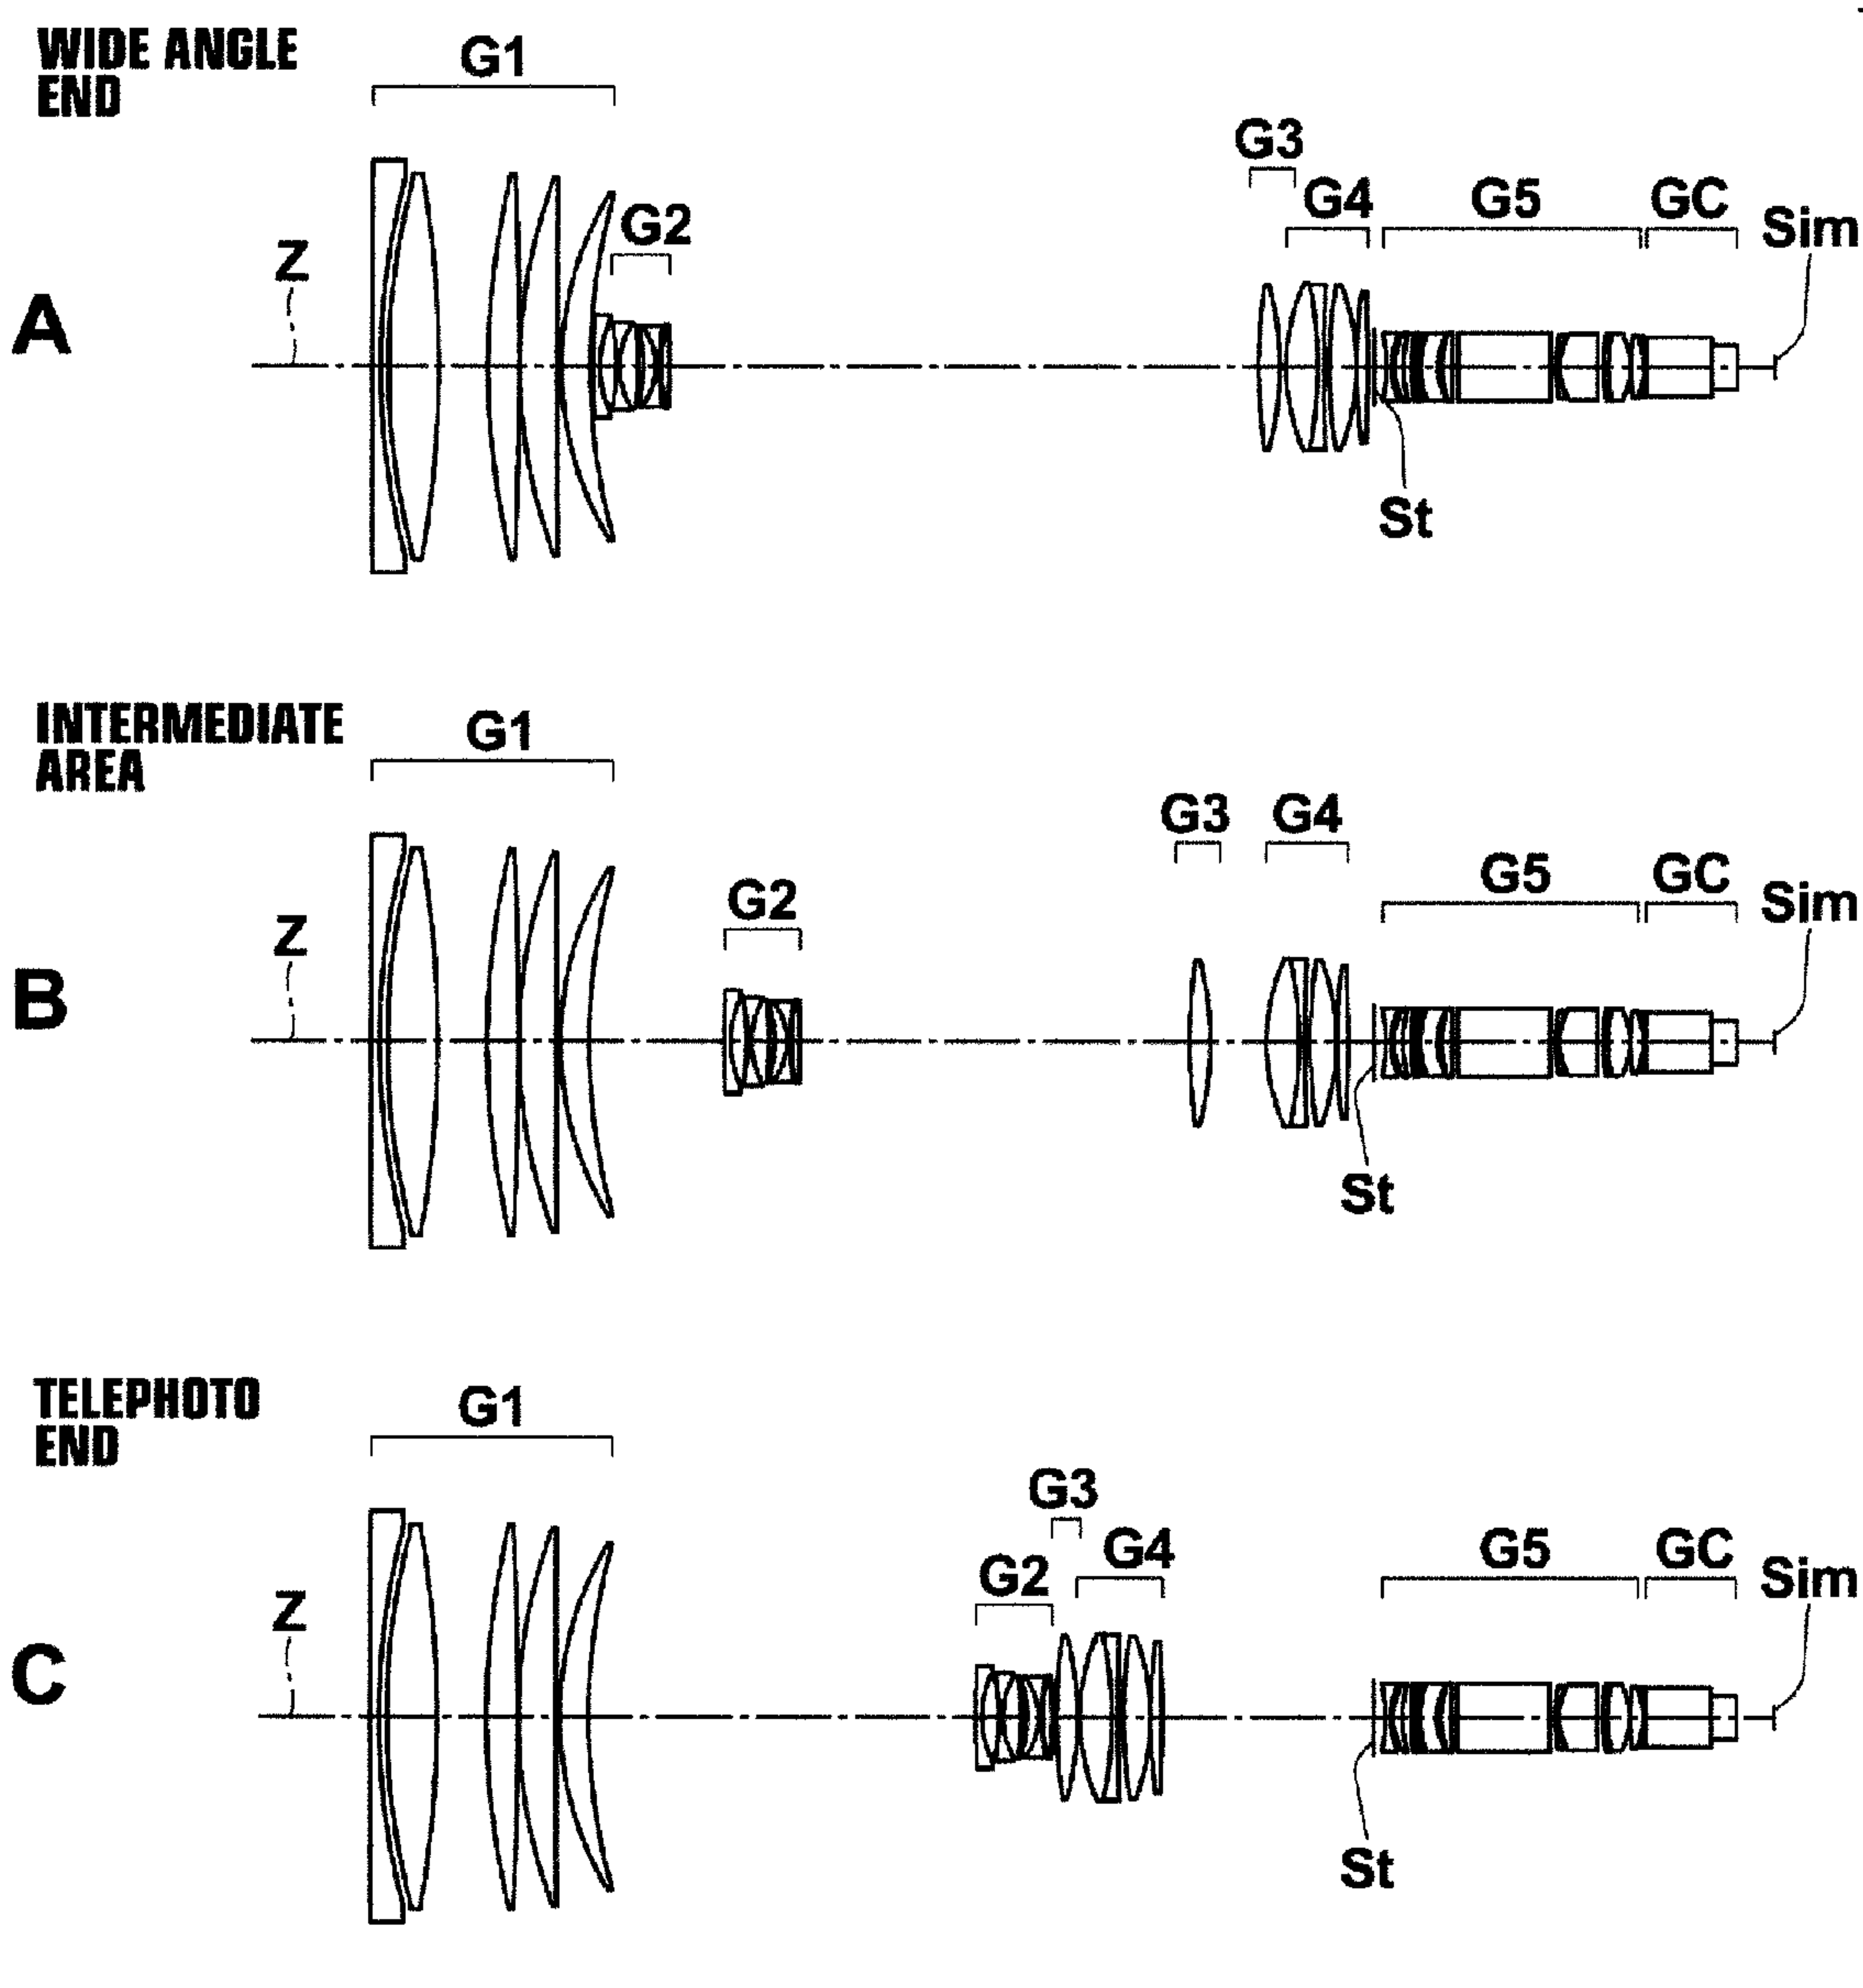 WIDE ANGLE
END
G1
G3
G2
G4
G5
GC
Sim
Z
A
St
INTERMEDIATE
AREA
G1
G3
G4
G2
G5
GC
Sim
Z
B
St
TELEPHOTO
END
G1
G3
G2
G4
G5
GC
Sim
Z
C
St